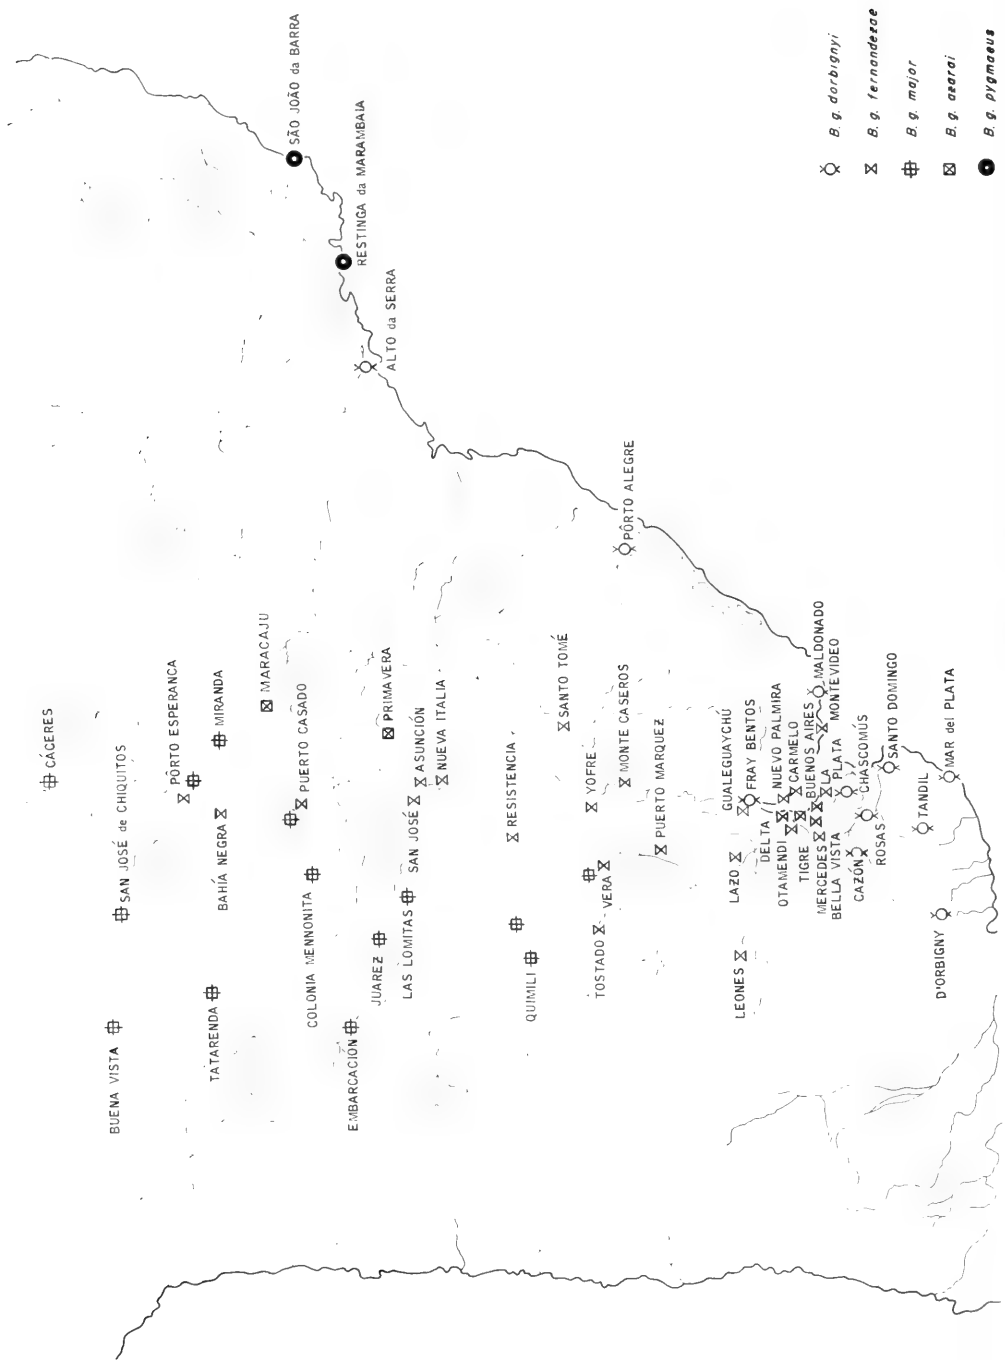 CÁCERES
SAN JOSÉ de CHIQUITOS
BUENA VISTA
PÔRTO ESPERANCA
MIRANDA
BAHÍA NEGRA
TATARENDA
MARACAJU
PUERTO CASADO
COLONIA MENNONITA
EMBARCACIÓN
JUAREZ
PRIMAVERA
LAS LOMITAS
SAN JOSÉ
ASUNCIÓN
NUEVA ITALIA
SÃO JOÃO da BARRA
RESTINGA da MARAMBAIA
ALTO da SERRA
RESISTENCIA
QUIMILI
SANTO TOMÉ
YOFRE
MONTE CASEROS
TOSTADO
VERA
PÔRTO ALEGRE
PUERTO MARQUEZ
GUALEGUAYCHÚ
LAZO
FRAY BENTOS
LEONES
DELTA
NUEVO PALMIRA
OTAMENDI
CARMELO
TIGRE
BUENOS AIRES
MALDONADO
MERCEDES
LA PLATA
MONTEVIDEO
BELLA VISTA
CAZÓN
CHASCOMÚS
ROSAS
SANTO DOMINGO
TANDIL
MAR del PLATA
D'ORBIGNY
B. g. dorbignyi
B. g. fernandezae
B. g. major
B. g. azarai
B. g. pygmaeus